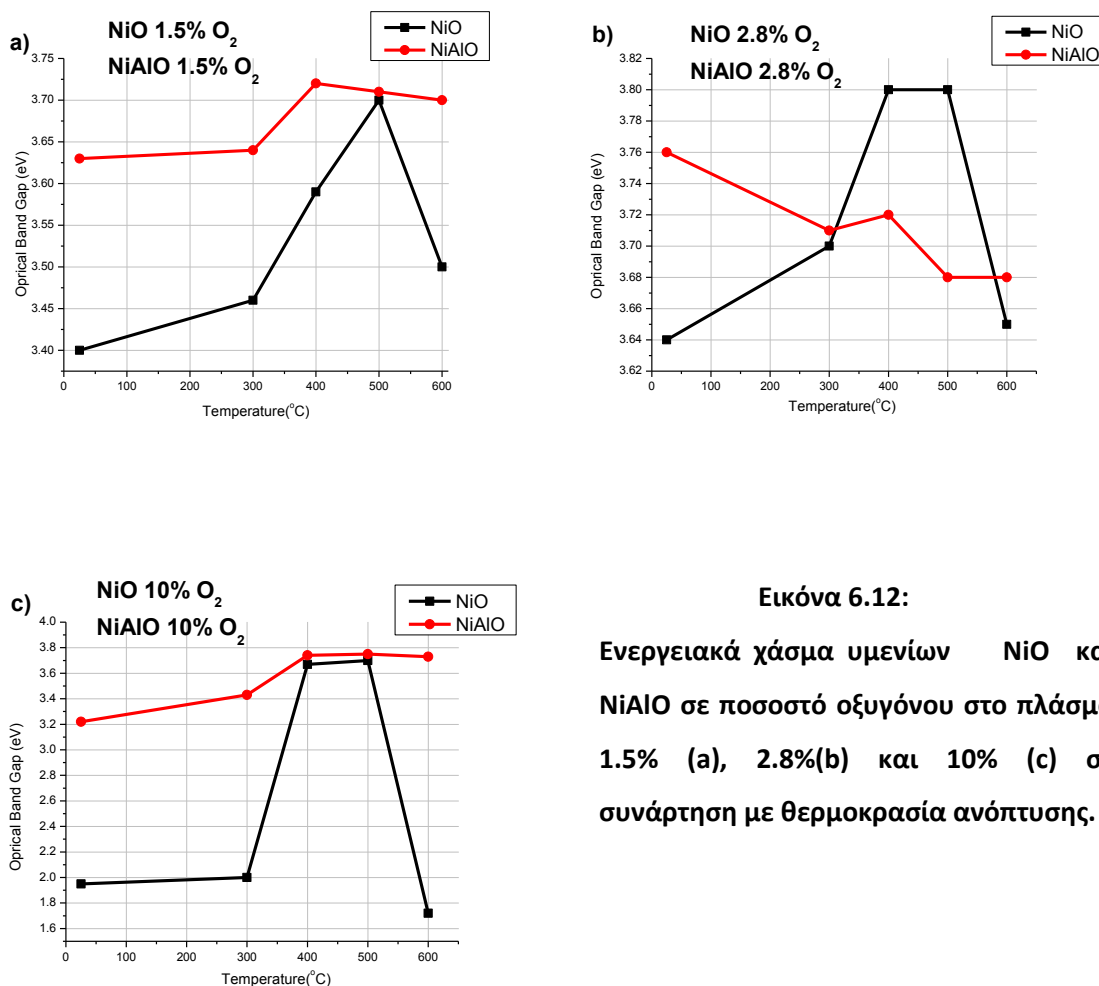 a)
NiO 1.5% O2
NiAlO 1.5% O2
NiO
NiAlO
3.75
3.70
3.65
3.60
3.55
3.50
3.45
3.40
Oprical Band Gap (eV)
0 100 200 300 400 500 600
Temperature(°C)
b)
NiO 2.8% O2
NiAlO 2.8% O2
NiO
NiAlO
3.82
3.80
3.78
3.76
3.74
3.72
3.70
3.68
3.66
3.64
3.62
Oprical Band Gap (eV)
0 100 200 300 400 500 600
Temperature(°C)
c)
NiO 10% O2
NiAlO 10% O2
NiO
NiAlO
4.0
3.8
3.6
3.4
3.2
3.0
2.8
2.6
2.4
2.2
2.0
1.8
1.6
Oprical Band Gap (eV)
0 100 200 300 400 500 600
Temperature(°C)
Εικόνα 6.12:
Ενεργειακά χάσμα υμενίων NiO κα
NiAlO σε ποσοστό οξυγόνου στο πλάσμα
1.5% (a), 2.8%(b) και 10% (c) σ
συνάρτηση με θερμοκρασία ανόπτυσης.